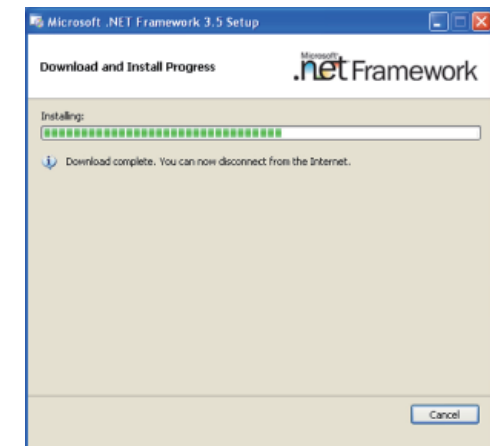 Microsoft .NET Framework 3.5 Setup
Download and Install Progress
Microsoft
.net Framework
Installing:
Download complete. You can now disconnect from the Internet.
Cancel